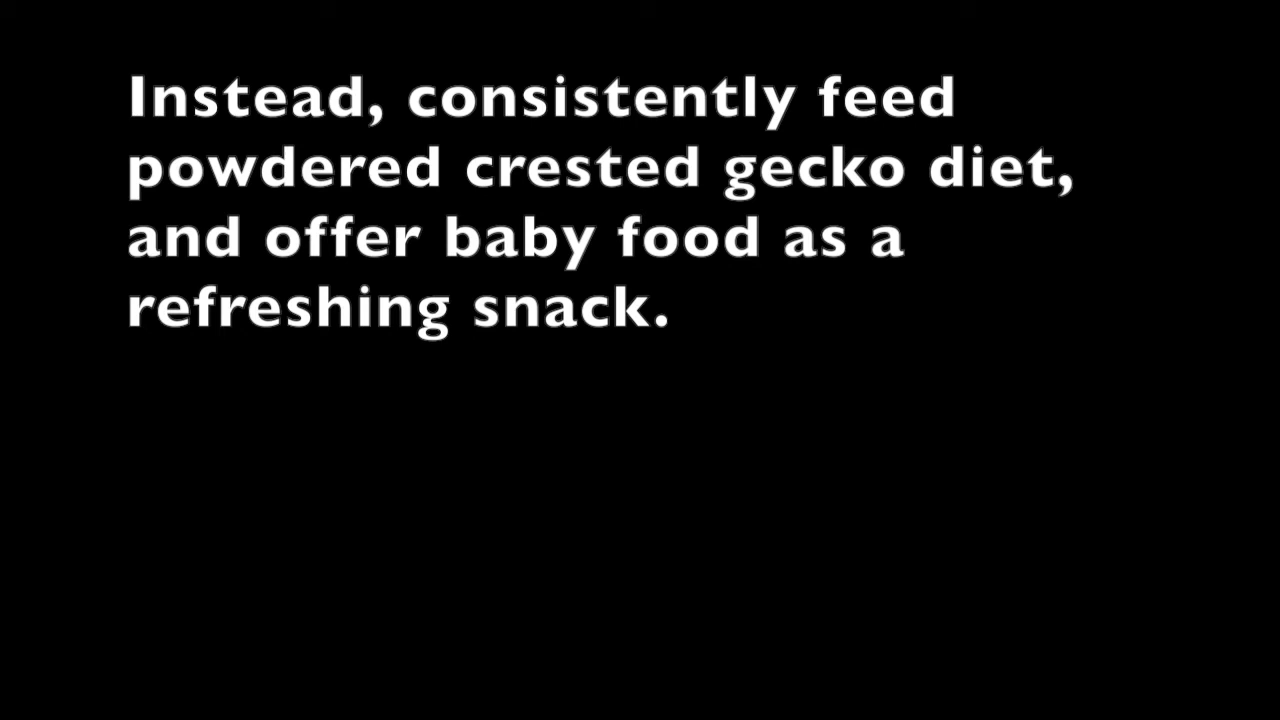 Instead, consistently feed
powdered crested gecko diet,
and offer baby food as a
refreshing snack.